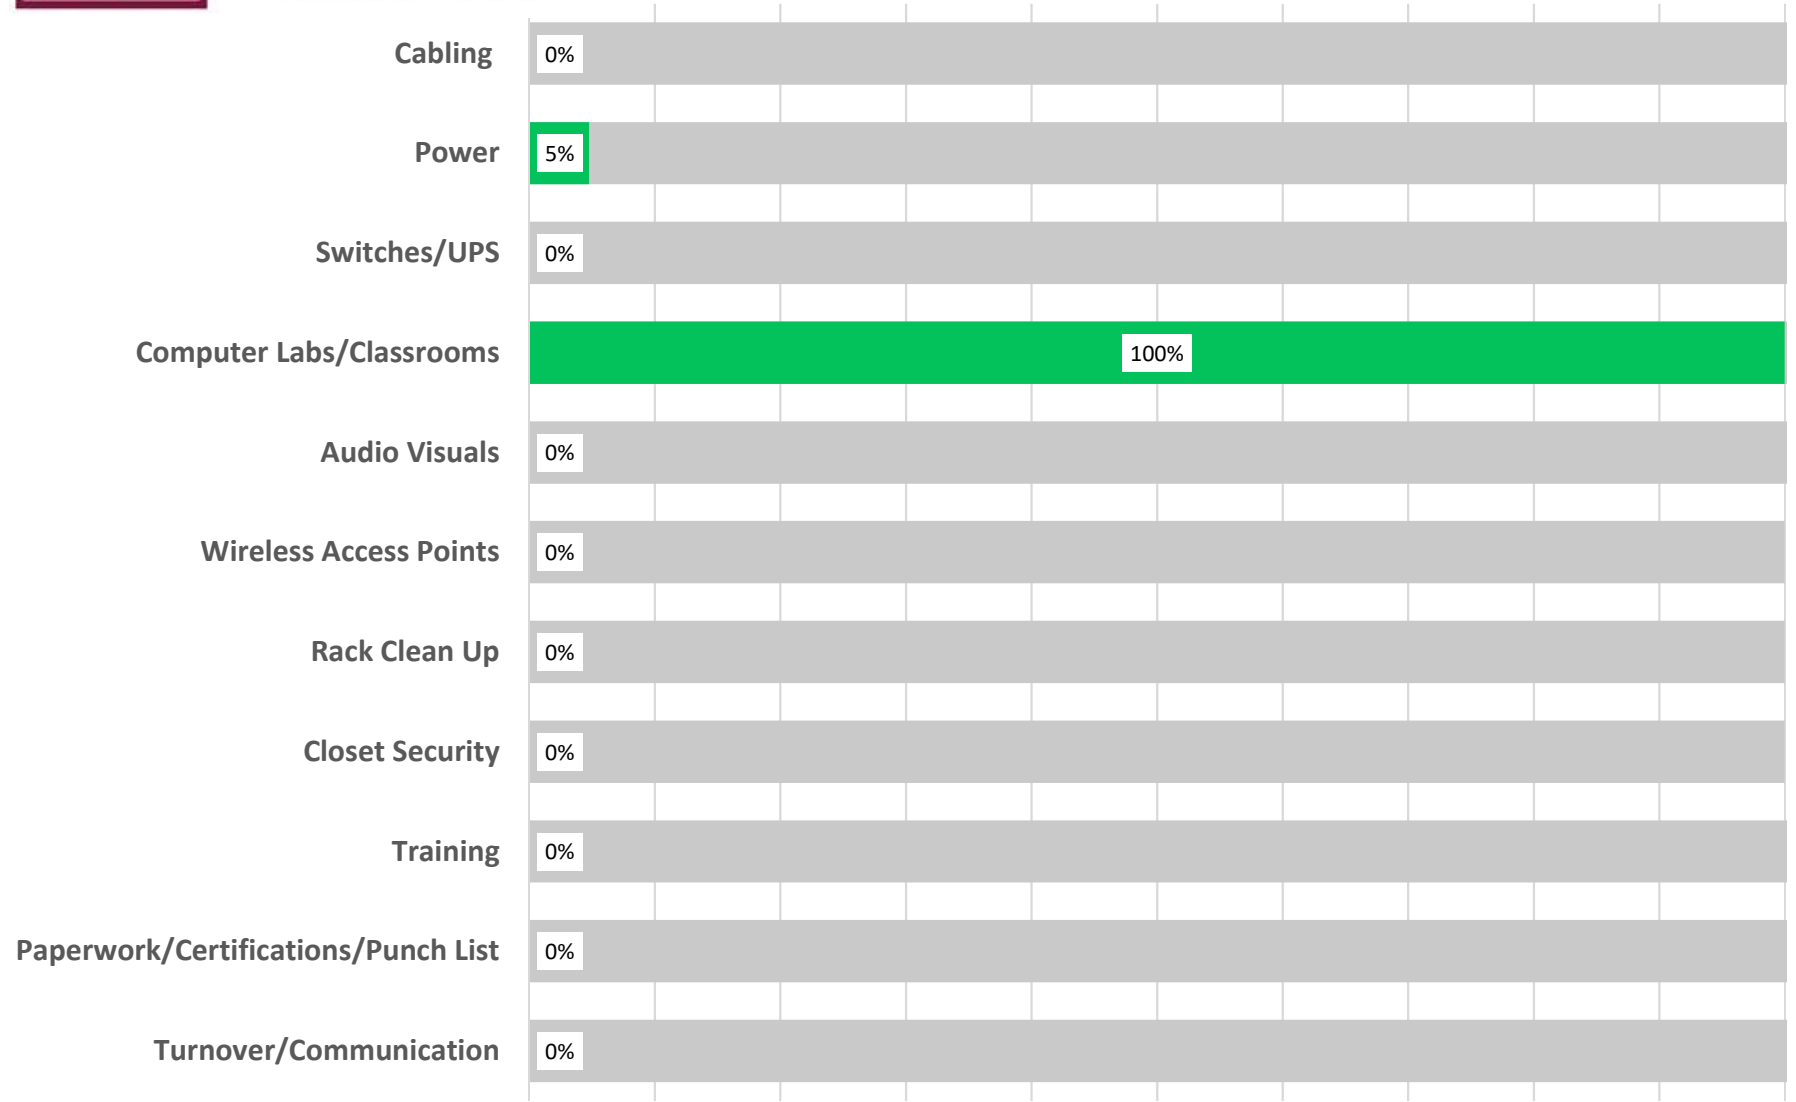 Cabling 0%
Power 5%
Switches/UPS 0%
Computer Labs/Classrooms 100%
Audio Visuals 0%
Wireless Access Points 0%
Rack Clean Up 0%
Closet Security 0%
Training 0%
Paperwork/Certifications/Punch List 0%
Turnover/Communication 0%